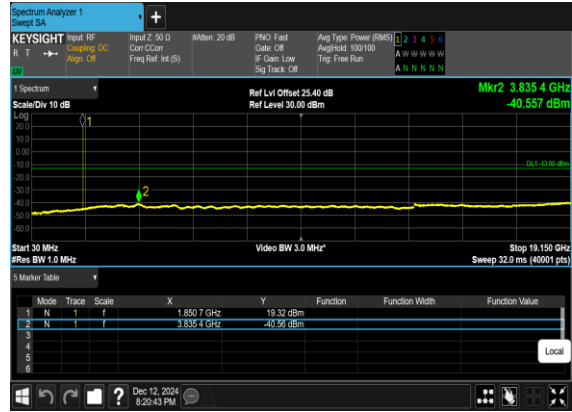 Spectrum Analyzer 1
Swept SA
+
KEYSIGHT Input: RF Input Z: 50 Ω #Atten: 20 dB PNO: Fast Avg Type: Power (RMS) 1 2 3 4 5 6
R T Coupling: DC Corr CCorr Gate: Off Avg|Hold: 100/100 A W W W W W
Align: Off Freq Ref: Int (S) IF Gain: Low Trig: Free Run
Sig Track: Off A N N N N N
1 Spectrum Ref Lvl Offset 25.40 dB Mkr2 3.835 4 GHz
Scale/Div 10 dB Ref Level 30.00 dBm -40.557 dBm
Log
20.0
10.0
0.00
-10.0
-20.0
-30.0
-40.0
-50.0
-60.0
1
2
DL1 -13.00 dBm
Start 30 MHz Video BW 3.0 MHz* Stop 19.150 GHz
#Res BW 1.0 MHz Sweep 32.0 ms (40001 pts)
5 Marker Table
Mode Trace Scale X Y Function Function Width Function Value
1 N 1 f 1.850 7 GHz 19.32 dBm
2 N 1 f 3.835 4 GHz -40.56 dBm
3
4
5
6
Local
? Dec 12, 2024
8:20:43 PM